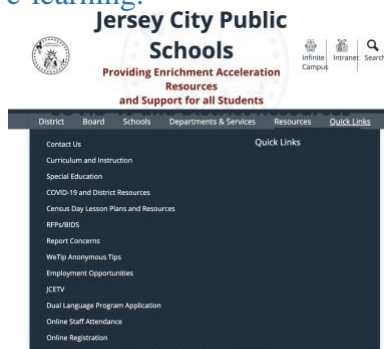 e-learning.
Jersey City Public
Schools
Providing Enrichment Acceleration
Resources
and Support for all Students
Infinite
Campus
Intranet
Search
District Board Schools Departments & Services Resources Quick Links
Quick Links
Contact Us
Curriculum and Instruction
Special Education
COVID-19 and District Resources
Census Day Lesson Plans and Resources
RFPs/BIDS
Report Concerns
WeTip Anonymous Tips
Employment Opportunities
JCETV
Dual Language Program Application
Online Staff Attendance
Online Registration